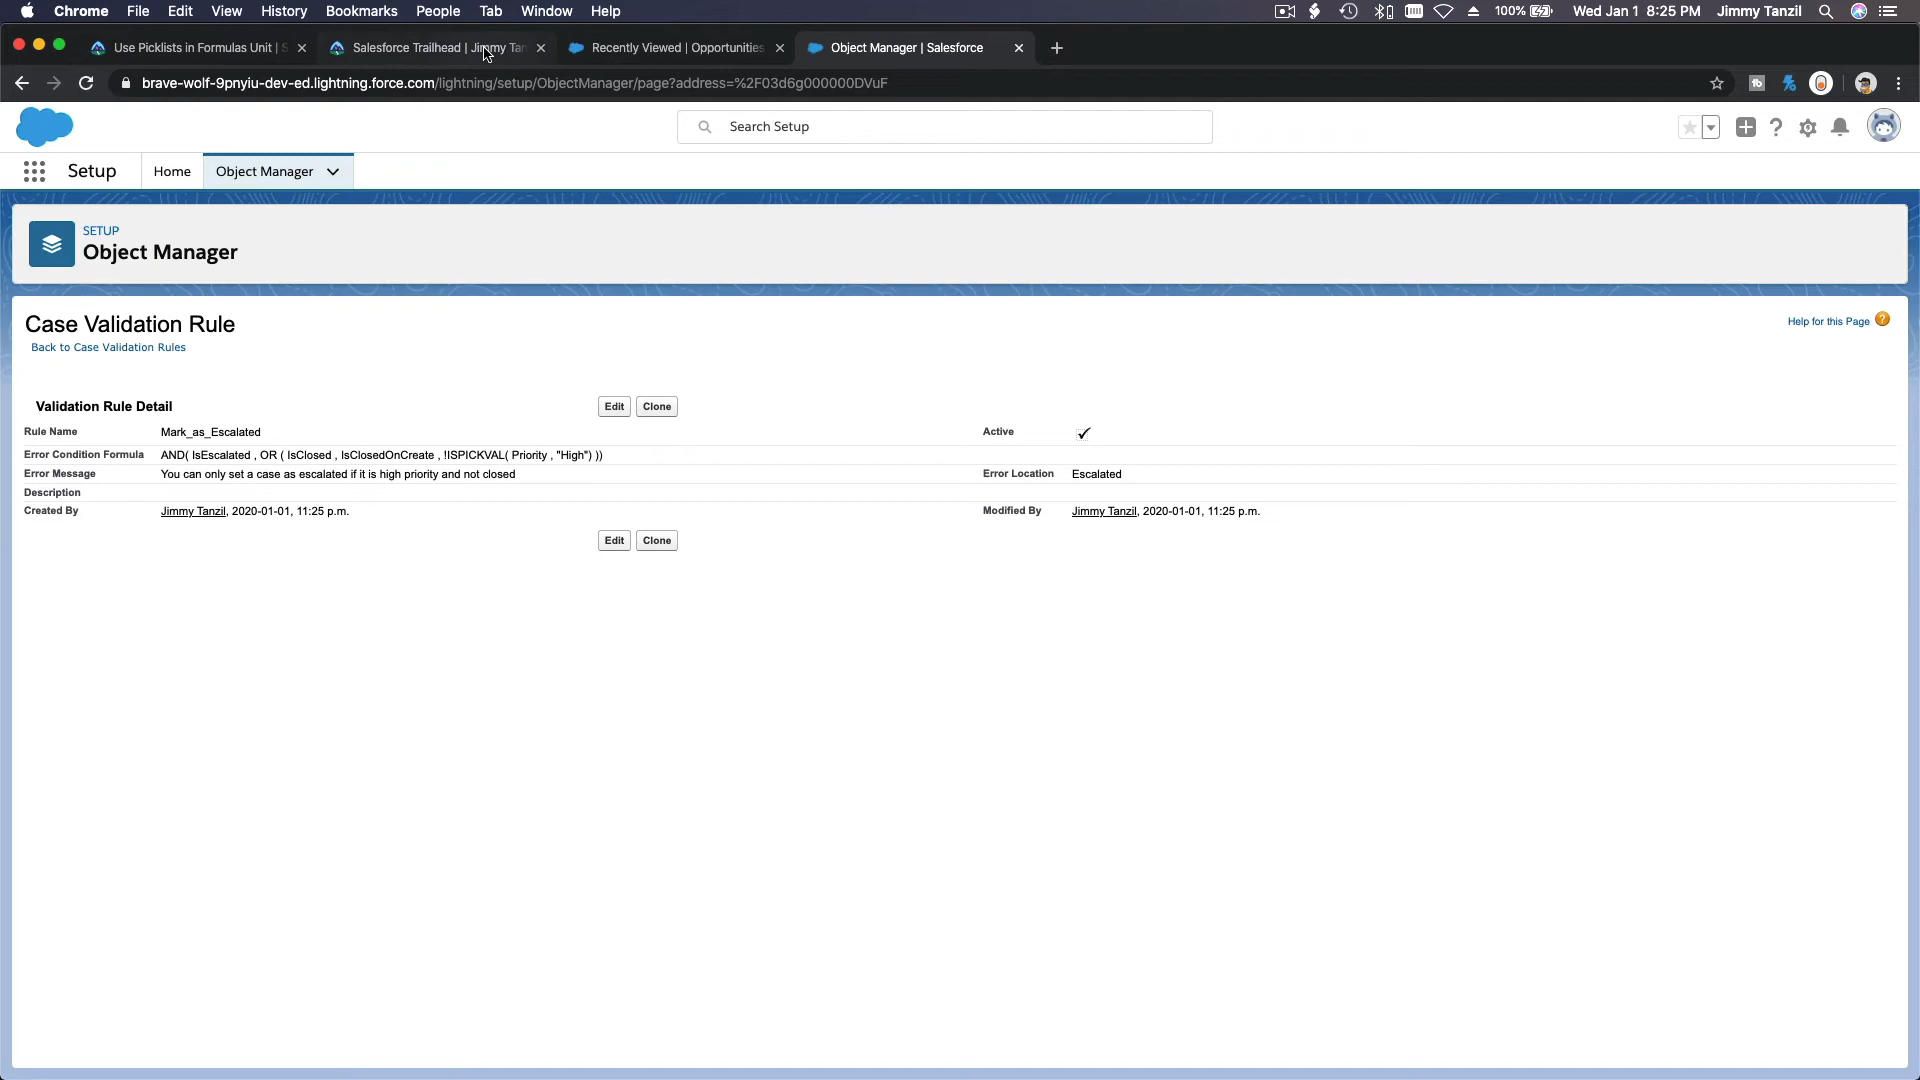 Chrome File Edit View History Bookmarks People Tab Window Help 100% Wed Jan 1 8:25 PM Jimmy Tanzil
Use Picklists in Formulas Unit | S Salesforce Trailhead | Jimmy Tan Recently Viewed | Opportunities Object Manager | Salesforce
brave-wolf-9pnyiu-dev-ed.lightning.force.com/lightning/setup/ObjectManager/page?address=%2F03d6g000000DVuF
Search Setup
Setup Home Object Manager
SETUP
Object Manager
Case Validation Rule
Help for this Page
Back to Case Validation Rules
Validation Rule Detail Edit Clone
Rule Name Mark_as_Escalated Active
Error Condition Formula AND( IsEscalated , OR ( IsClosed , IsClosedOnCreate , !ISPICKVAL( Priority , "High") ))
Error Message You can only set a case as escalated if it is high priority and not closed Error Location Escalated
Description
Created By Jimmy Tanzil, 2020-01-01, 11:25 p.m. Modified By Jimmy Tanzil, 2020-01-01, 11:25 p.m.
Edit Clone